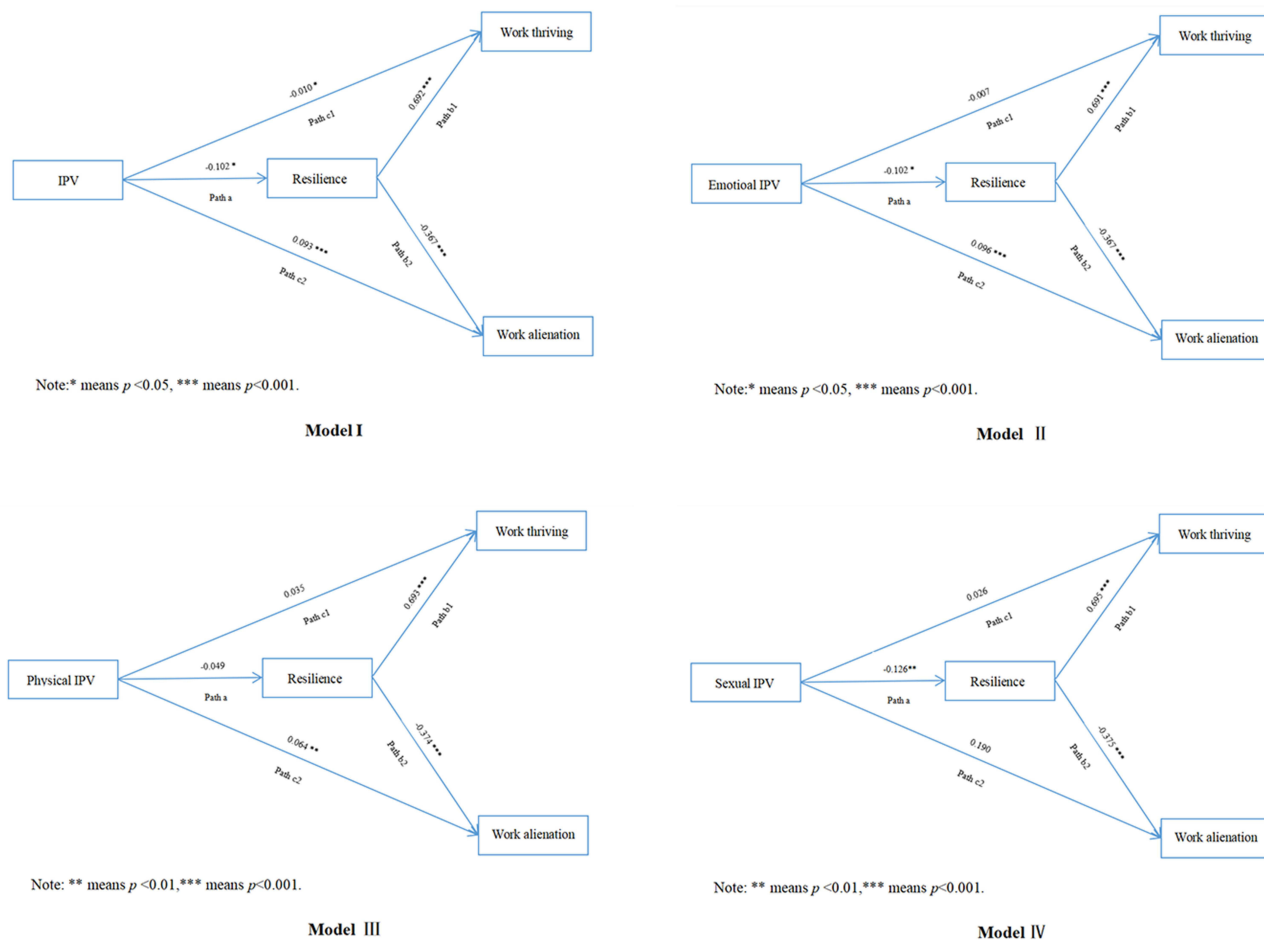 Work thriving
-0.010 *
Path c1
0.692 ***
Path b1
IPV
-0.102 *
Path a
Resilience
0.093 ***
Path c2
-0.367 ***
Path b2
Work alienation
Note:* means p <0.05, *** means p<0.001.
Model I
Work thriving
-0.007
Path c1
0.691 ***
Path b1
Emotioal IPV
-0.102 *
Path a
Resilience
0.096 ***
Path c2
-0.367 ***
Path b2
Work alienation
Note:* means p <0.05, *** means p<0.001.
Model Ⅱ
Work thriving
0.035
Path c1
0.693 ***
Path b1
Physical IPV
-0.049
Path a
Resilience
0.064 **
Path c2
-0.374 ***
Path b2
Work alienation
Note: ** means p <0.01,*** means p<0.001.
Model Ⅲ
Work thriving
0.026
Path c1
0.695 ***
Path b1
Sexual IPV
-0.126**
Path a
Resilience
0.190
Path c2
-0.375 ***
Path b2
Work alienation
Note: ** means p <0.01,*** means p<0.001.
Model Ⅳ